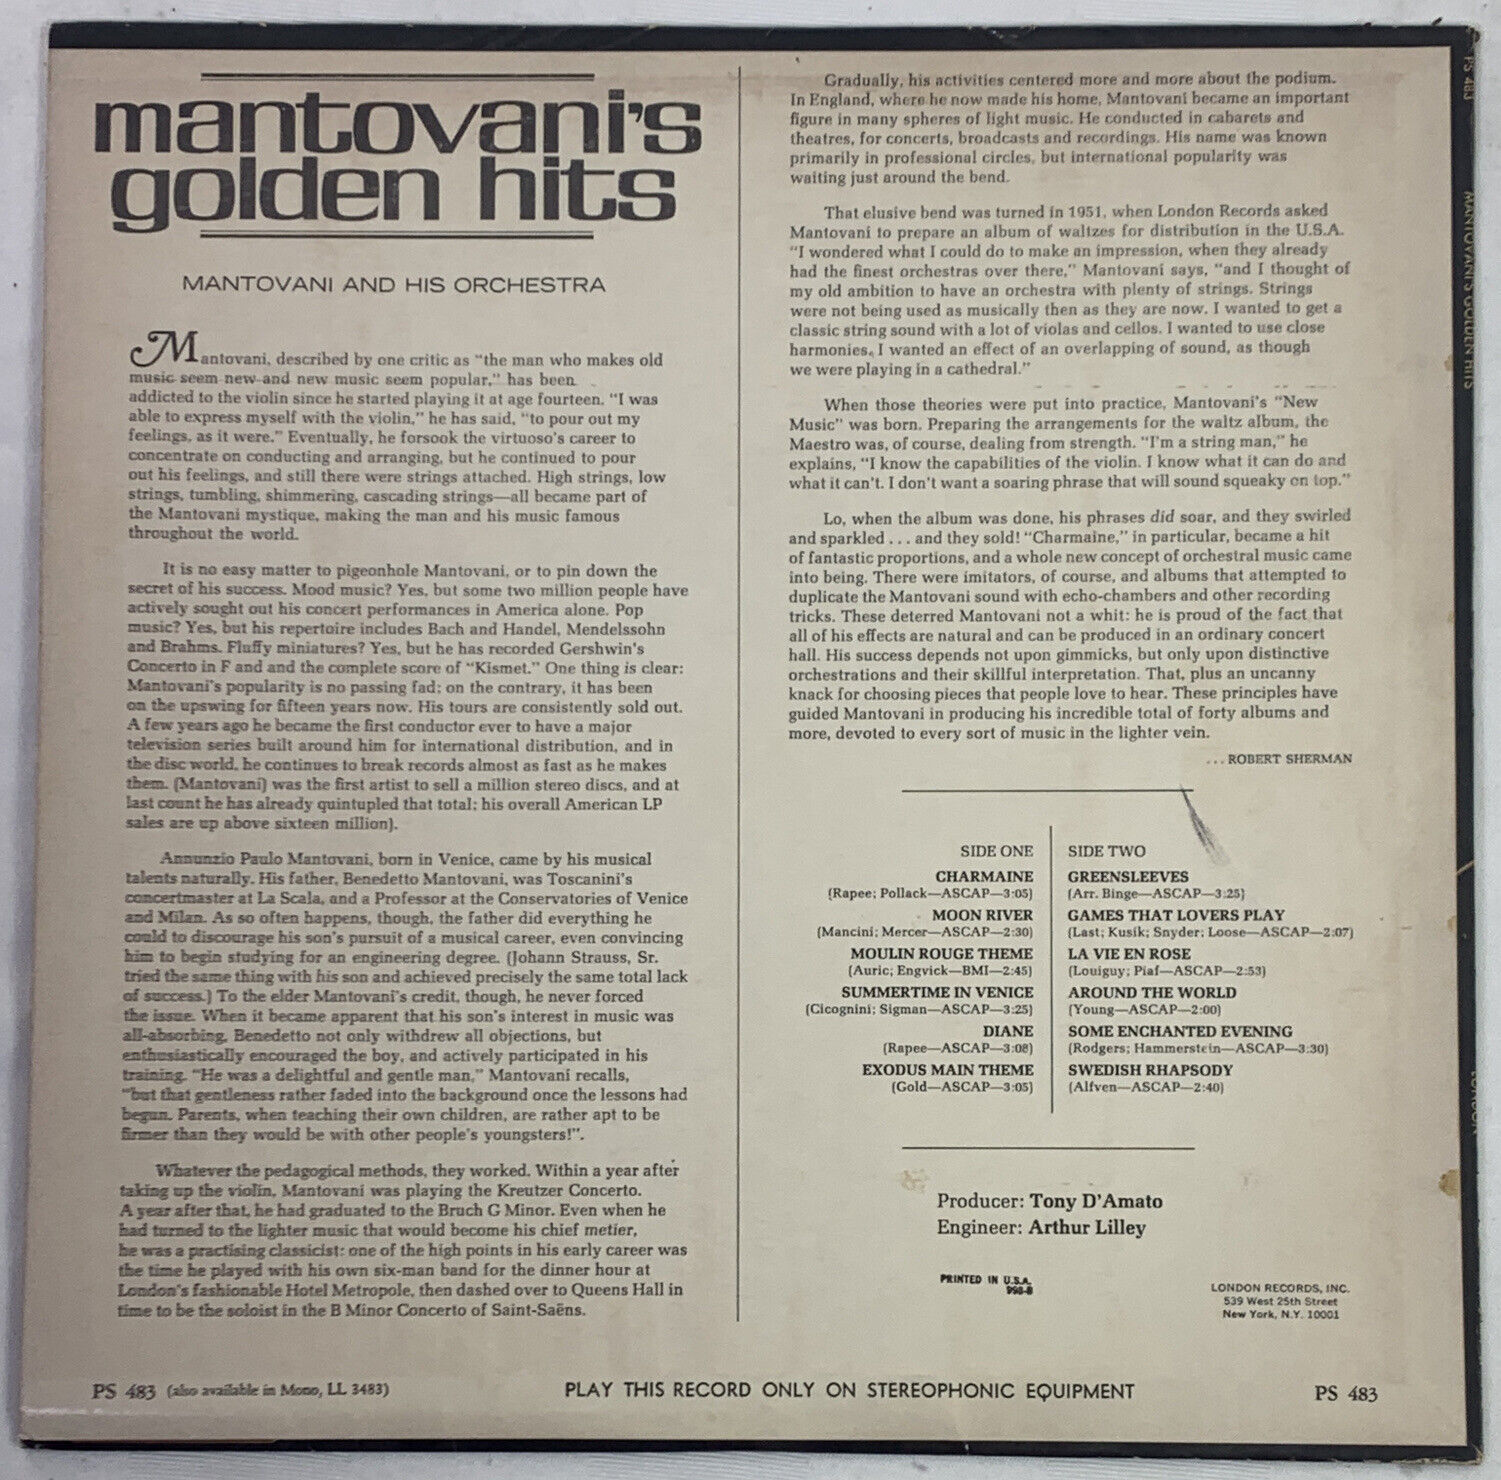 mantovani's
golden hits
MANTOVANI AND HIS ORCHESTRA
Mantovani, described by one critic as "the man who makes old
music seem new and new music seem popular," has been
addicted to the violin since he started playing it at age fourteen. "I was
able to express myself with the violin," he has said, "to pour out my
feelings, as it were." Eventually, he forsook the virtuoso's career to
concentrate on conducting and arranging, but he continued to pour
out his feelings, and still there were strings attached. High strings, low
strings, tumbling, shimmering, cascading strings—all became part of
the Mantovani mystique, making the man and his music famous
throughout the world.
It is no easy matter to pigeonhole Mantovani, or to pin down the
secret of his success. Mood music? Yes, but some two million people have
actively sought out his concert performances in America alone. Pop
music? Yes, but his repertoire includes Bach and Handel, Mendelssohn
and Brahms. Fluffy miniatures? Yes, but he has recorded Gershwin's
Concerto in F and and the complete score of "Kismet." One thing is clear:
Mantovani's popularity is no passing fad; on the contrary, it has been
on the upswing for fifteen years now. His tours are consistently sold out.
A few years ago he became the first conductor ever to have a major
television series built around him for international distribution, and in
the disc world, he continues to break records almost as fast as he makes
them. (Mantovani) was the first artist to sell a million stereo discs, and at
last count he has already quintupled that total; his overall American LP
sales are up above sixteen million).
Annunzio Paulo Mantovani, born in Venice, came by his musical
talents naturally. His father, Benedetto Mantovani, was Toscanini's
concertmaster at La Scala, and a Professor at the Conservatories of Venice
and Milan. As so often happens, though, the father did everything he
could to discourage his son's pursuit of a musical career, even convincing
him to begin studying for an engineering degree. (Johann Strauss, Sr.
tried the same thing with his son and achieved precisely the same total lack
of success.) To the elder Mantovani's credit, though, he never forced
the issue. When it became apparent that his son's interest in music was
all-absorbing, Benedetto not only withdrew all objections, but
enthusiastically encouraged the boy, and actively participated in his
training. "He was a delightful and gentle man," Mantovani recalls,
"but that gentleness rather faded into the background once the lessons had
begun. Parents, when teaching their own children, are rather apt to be
firmer than they would be with other people's youngsters!".
Whatever the pedagogical methods, they worked. Within a year after
taking up the violin, Mantovani was playing the Kreutzer Concerto.
A year after that, he had graduated to the Bruch G Minor. Even when he
had turned to the lighter music that would become his chief metier,
he was a practising classicist: one of the high points in his early career was
the time he played with his own six-man band for the dinner hour at
London's fashionable Hotel Metropole, then dashed over to Queens Hall in
time to be the soloist in the B Minor Concerto of Saint-Saëns.
Gradually, his activities centered more and more about the podium.
In England, where he now made his home, Mantovani became an important
figure in many spheres of light music. He conducted in cabarets and
theatres, for concerts, broadcasts and recordings. His name was known
primarily in professional circles, but international popularity was
waiting just around the bend.
That elusive bend was turned in 1951, when London Records asked
Mantovani to prepare an album of waltzes for distribution in the U.S.A.
"I wondered what I could do to make an impression, when they already
had the finest orchestras over there," Mantovani says, "and I thought of
my old ambition to have an orchestra with plenty of strings. Strings
were not being used as musically then as they are now. I wanted to get a
classic string sound with a lot of violas and cellos. I wanted to use close
harmonies. I wanted an effect of an overlapping of sound, as though
we were playing in a cathedral."
When those theories were put into practice, Mantovani's "New
Music" was born. Preparing the arrangements for the waltz album, the
Maestro was, of course, dealing from strength. "I'm a string man," he
explains, "I know the capabilities of the violin. I know what it can do and
what it can't. I don't want a soaring phrase that will sound squeaky on top."
Lo, when the album was done, his phrases did soar, and they swirled
and sparkled . . . and they sold! "Charmaine," in particular, became a hit
of fantastic proportions, and a whole new concept of orchestral music came
into being. There were imitators, of course, and albums that attempted to
duplicate the Mantovani sound with echo-chambers and other recording
tricks. These deterred Mantovani not a whit: he is proud of the fact that
all of his effects are natural and can be produced in an ordinary concert
hall. His success depends not upon gimmicks, but only upon distinctive
orchestrations and their skillful interpretation. That, plus an uncanny
knack for choosing pieces that people love to hear. These principles have
guided Mantovani in producing his incredible total of forty albums and
more, devoted to every sort of music in the lighter vein.
. . . ROBERT SHERMAN
SIDE ONE
CHARMAINE
(Rapee; Pollack—ASCAP—3:05)
MOON RIVER
(Mancini; Mercer—ASCAP—2:30)
MOULIN ROUGE THEME
(Auric; Engvick—BMI—2:45)
SUMMERTIME IN VENICE
(Cicognini; Sigman—ASCAP—3:25)
DIANE
(Rapee—ASCAP—3:08)
EXODUS MAIN THEME
(Gold—ASCAP—3:05)
SIDE TWO
GREENSLEEVES
(Arr. Binge—ASCAP—3:25)
GAMES THAT LOVERS PLAY
(Last; Kusik; Snyder; Loose—ASCAP—2:07)
LA VIE EN ROSE
(Louiguy; Piaf—ASCAP—2:53)
AROUND THE WORLD
(Young—ASCAP—2:00)
SOME ENCHANTED EVENING
(Rodgers; Hammerstein—ASCAP—3:30)
SWEDISH RHAPSODY
(Alfven—ASCAP—2:40)
Producer: Tony D'Amato
Engineer: Arthur Lilley
PRINTED IN U.S.A.
990-B
LONDON RECORDS, INC.
539 West 25th Street
New York, N.Y. 10001
PS 483 (also available in Mono, LL 3483)
PLAY THIS RECORD ONLY ON STEREOPHONIC EQUIPMENT
PS 483
PS 483
MANTOVANI'S GOLDEN HITS
LONDON